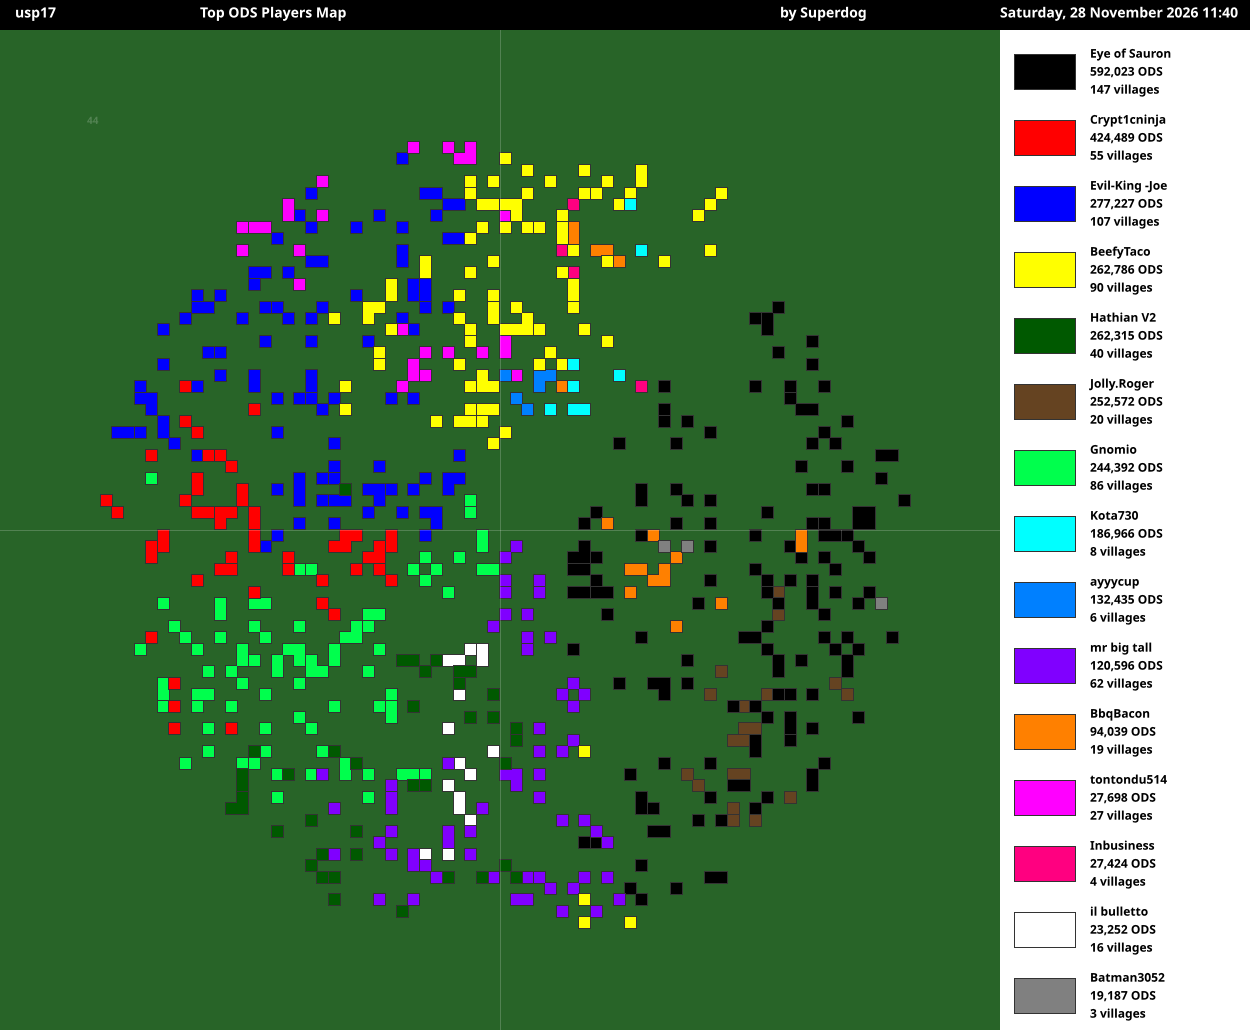 usp17
Top ODS Players Map
by Superdog
Saturday, 28 November 2026 11:40
44
Eye of Sauron
592,023 ODS
147 villages
Crypt1cninja
424,489 ODS
55 villages
Evil-King -Joe
277,227 ODS
107 villages
BeefyTaco
262,786 ODS
90 villages
Hathian V2
262,315 ODS
40 villages
Jolly.Roger
252,572 ODS
20 villages
Gnomio
244,392 ODS
86 villages
Kota730
186,966 ODS
8 villages
ayyycup
132,435 ODS
6 villages
mr big tall
120,596 ODS
62 villages
BbqBacon
94,039 ODS
19 villages
tontondu514
27,698 ODS
27 villages
Inbusiness
27,424 ODS
4 villages
il bulletto
23,252 ODS
16 villages
Batman3052
19,187 ODS
3 villages